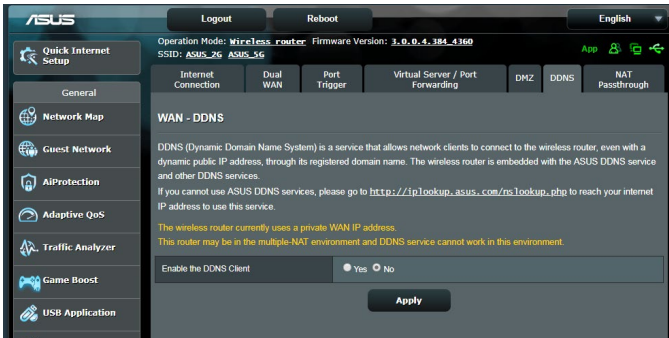 ASUS
Logout
Reboot
English
Quick Internet
Setup
Operation Mode: Wireless router Firmware Version: 3.0.0.4.384_4360
SSID: ASUS_2G ASUS_5G
App
Internet
Connection
Dual
WAN
Port
Trigger
Virtual Server / Port
Forwarding
DMZ
DDNS
NAT
Passthrough
General
Network Map
Guest Network
AiProtection
Adaptive QoS
Traffic Analyzer
Game Boost
USB Application
WAN - DDNS
DDNS (Dynamic Domain Name System) is a service that allows network clients to connect to the wireless router, even with a
dynamic public IP address, through its registered domain name. The wireless router is embedded with the ASUS DDNS service
and other DDNS services.
If you cannot use ASUS DDNS services, please go to http://iplookup.asus.com/nslookup.php to reach your internet
IP address to use this service.
The wireless router currently uses a private WAN IP
address.
This router may be in the multiple-NAT environment and DDNS service cannot work in this environment.
Enable the DDNS Client
Yes No
Apply